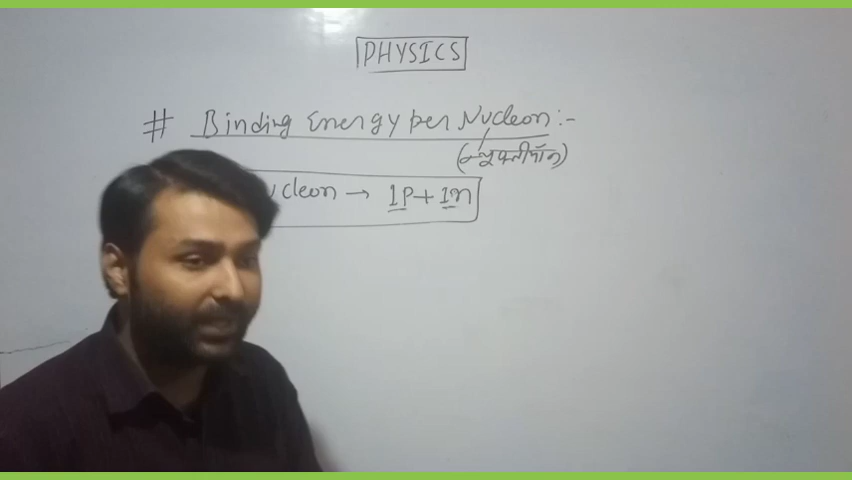 PHYSICS
# Binding Energy per Nucleon :-
(न्यूक्लीऑन)
ucleon → 1P + 1n